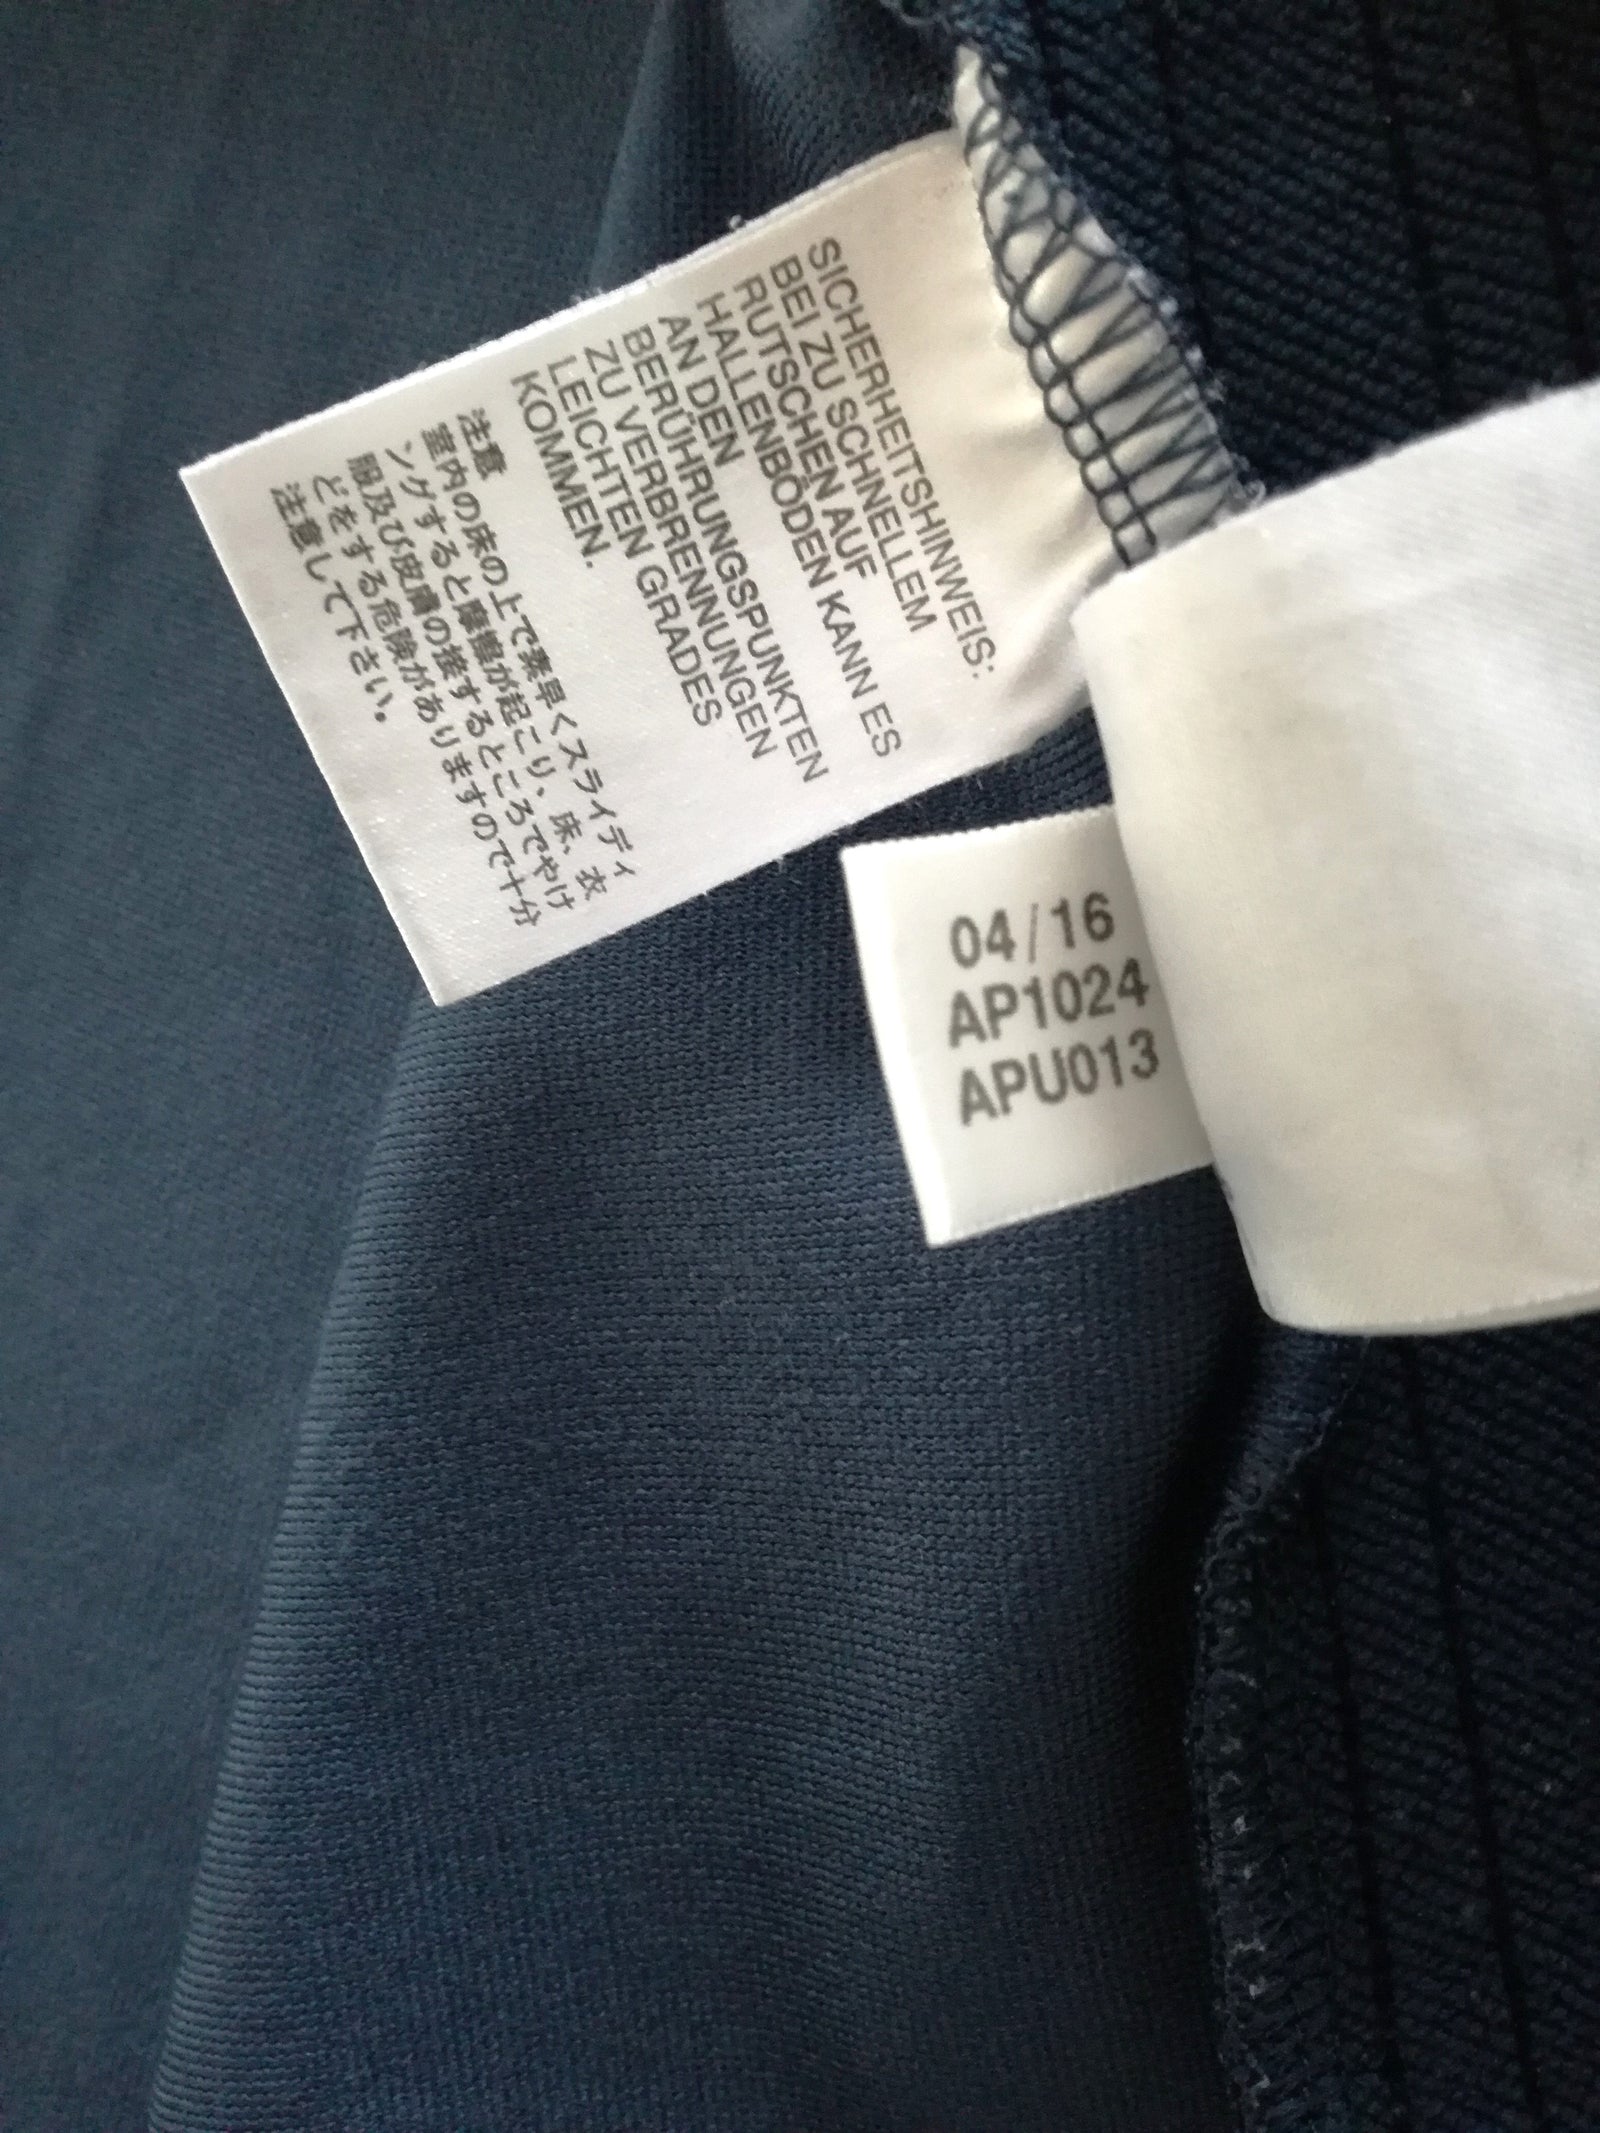 SICHERHEITSHINWEIS:
BEI ZU SCHNELLEM
RUTSCHEN AUF
HALLENBÖDEN KANN ES
AN DEN
BERÜHRUNGSPUNKTEN
ZU VERBRENNUNGEN
LEICHTEN GRADES
KOMMEN.
注意
室内の床の上で素早くスライディ
ングすると摩擦が起こり、床、衣
服及び皮膚の接するところでやけ
どをする危険がありますので十分
注意して下さい。
04/16
AP1024
APU013